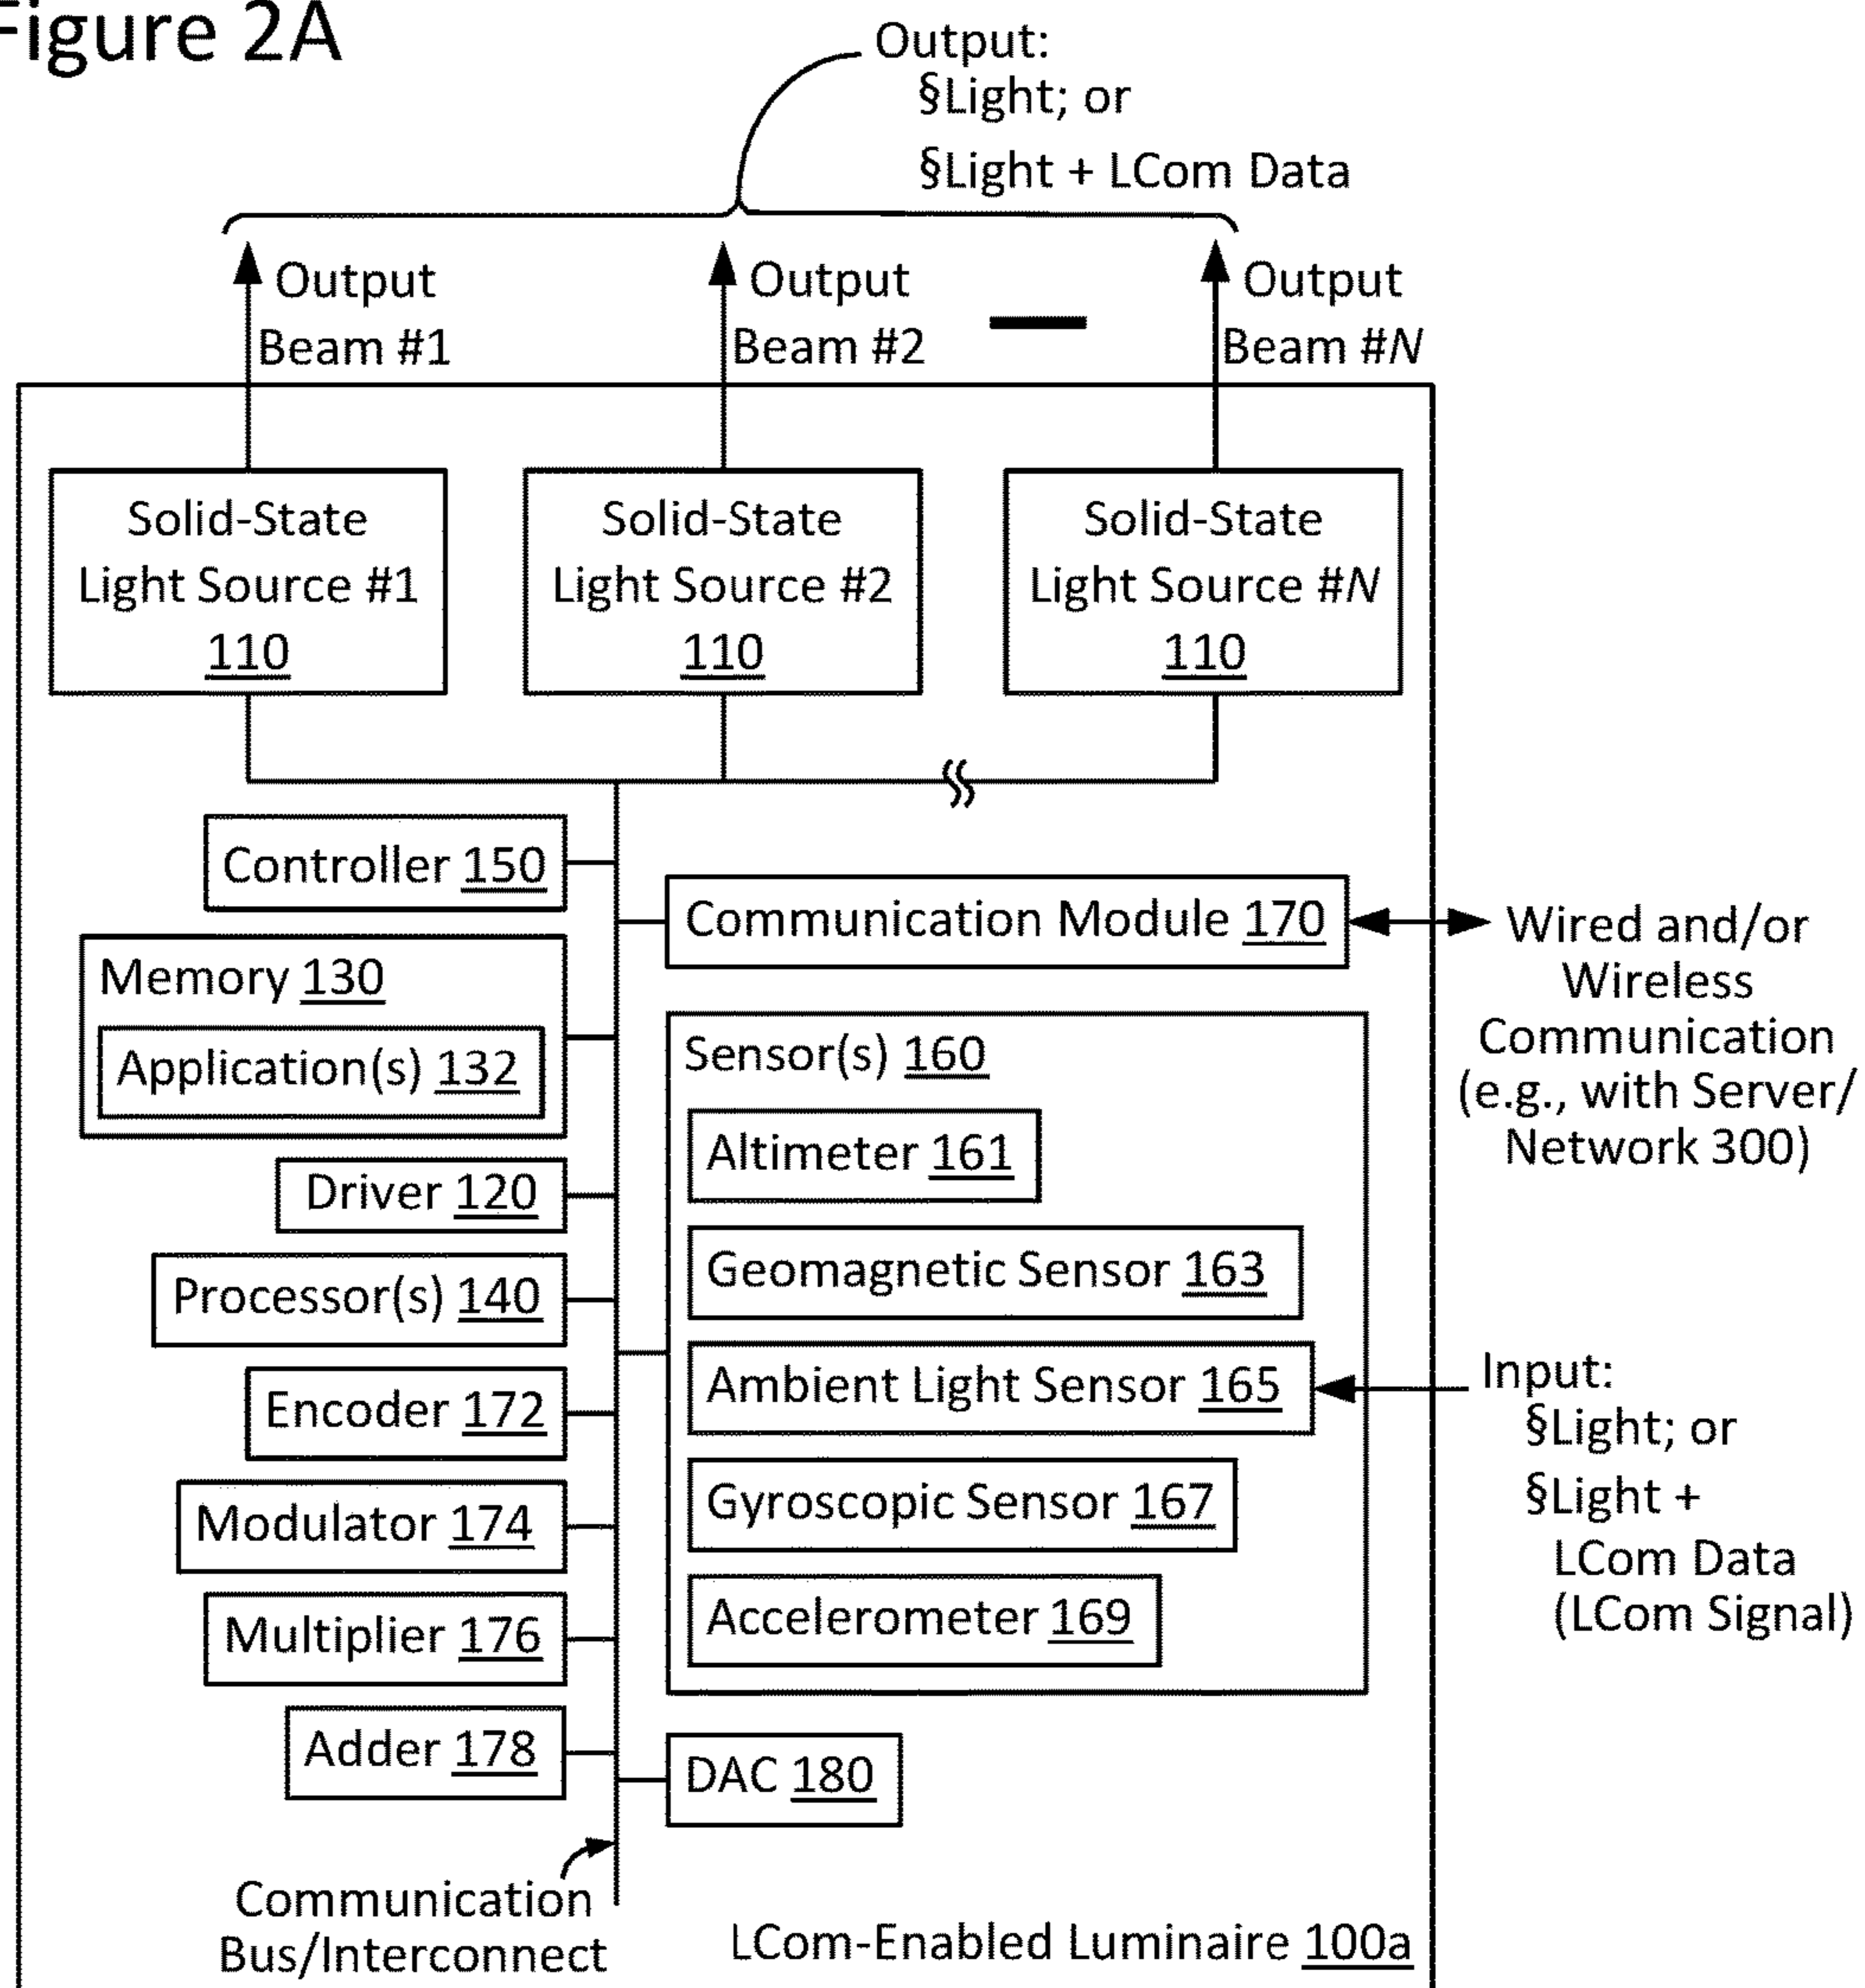 Figure 2A
Output:
§Light; or
§Light + LCom Data
Output
Beam #1
Output
Beam #2
Output
Beam #N
Solid-State
Light Source #1
110
Solid-State
Light Source #2
110
Solid-State
Light Source #N
110
Controller 150
Memory 130
Application(s) 132
Driver 120
Processor(s) 140
Encoder 172
Modulator 174
Multiplier 176
Adder 178
Communication
Bus/Interconnect
Communication Module 170
Sensor(s) 160
Altimeter 161
Geomagnetic Sensor 163
Ambient Light Sensor 165
Gyroscopic Sensor 167
Accelerometer 169
DAC 180
LCom-Enabled Luminaire 100a
Wired and/or
Wireless
Communication
(e.g., with Server/
Network 300)
Input:
§Light; or
§Light +
LCom Data
(LCom Signal)